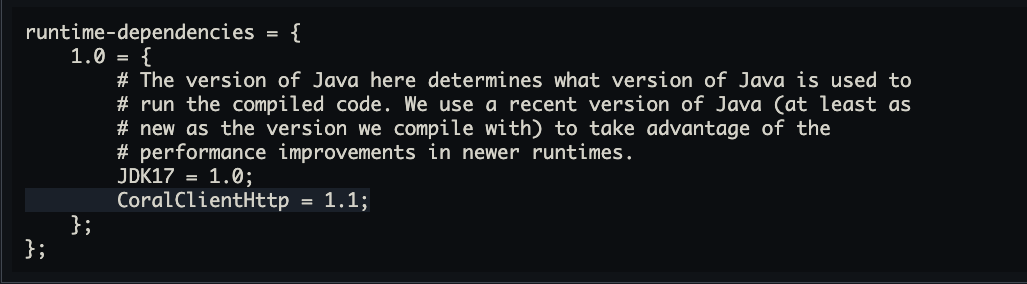 runtime-dependencies = {
    1.0 = {
        # The version of Java here determines what version of Java is used to
        # run the compiled code. We use a recent version of Java (at least as
        # new as the version we compile with) to take advantage of the
        # performance improvements in newer runtimes.
        JDK17 = 1.0;
        CoralClientHttp = 1.1;
    };
};